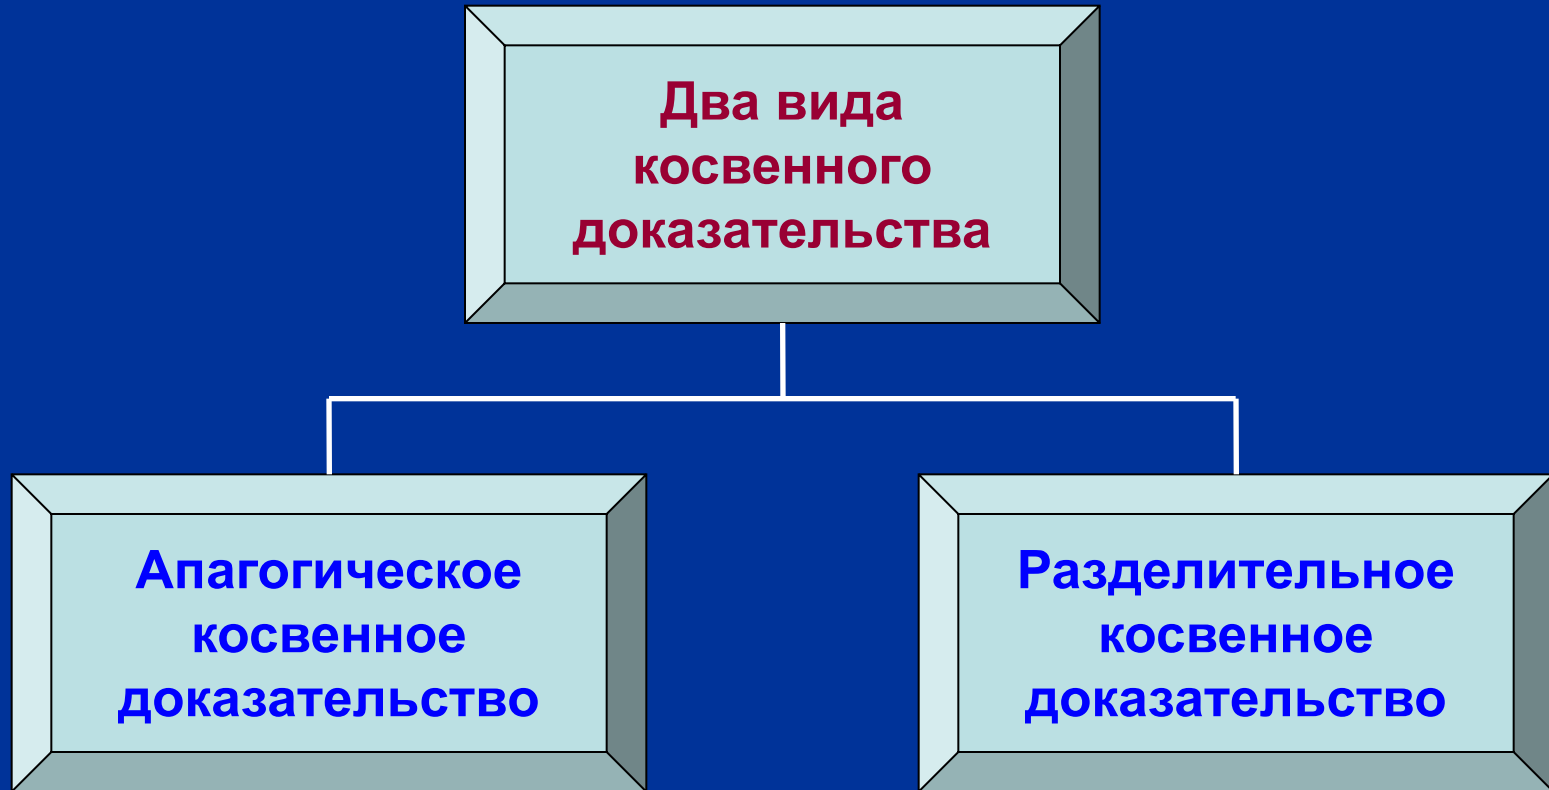 Два вида
косвенного
доказательства
Апагогическое
косвенное
доказательство
Разделительное
косвенное
доказательство